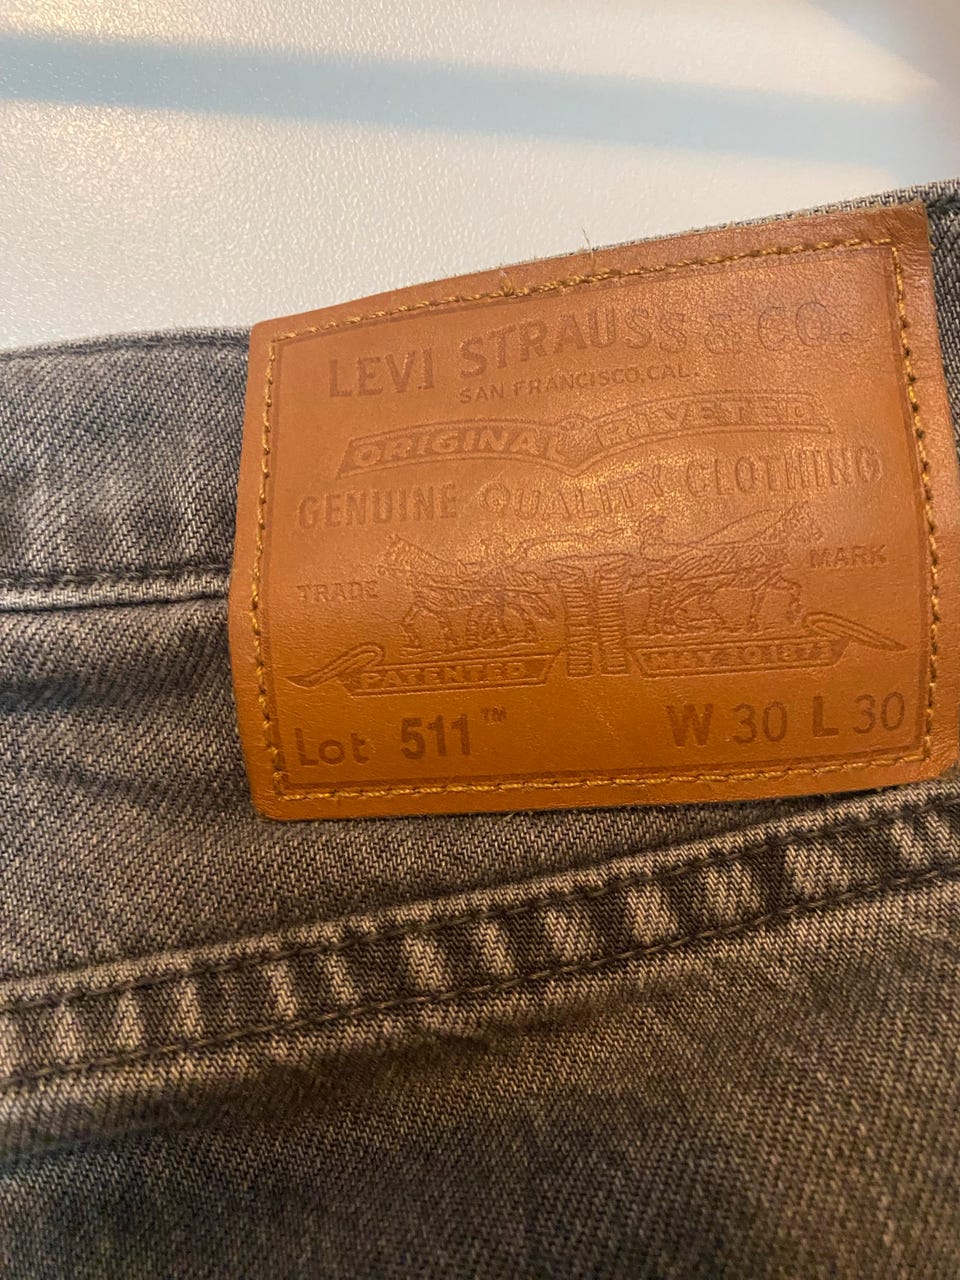 LEVI STRAUSS & CO.
SAN FRANCISCO, CAL.
ORIGINAL RIVETED
GENUINE QUALITY CLOTHING
TRADE MARK
PATENTED MAY 20 1873
Lot 511™ W 30 L 30